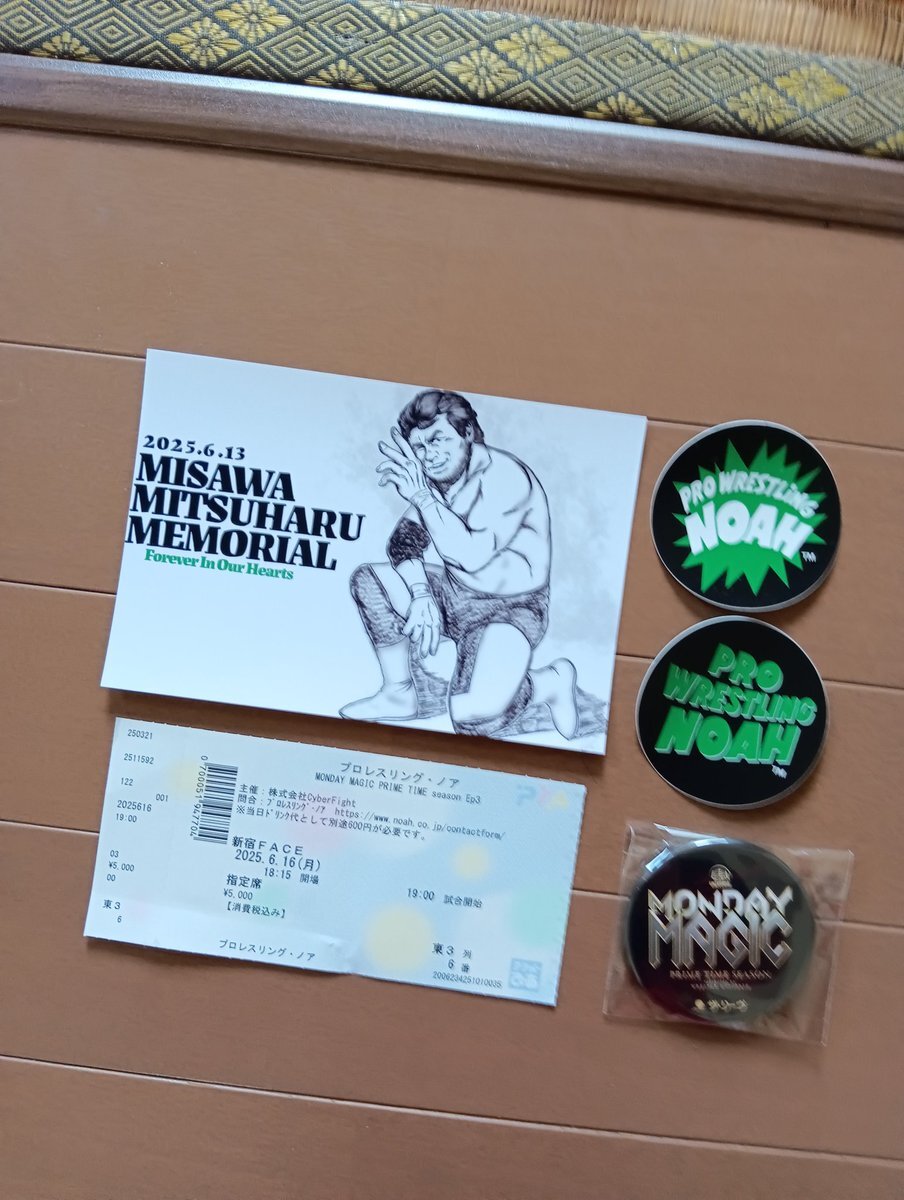 2025.6.13
MISAWA
MITSUHARU
MEMORIAL
Forever In Our Hearts
PRO WRESTLING
NOAH
TM
PRO
WRESTLING
NOAH
TM
250321
2511592
122
001
20250616
19:00
03
¥5,000
00
東3
6
プロレスリング・ノア
MONDAY MAGIC PRIME TIME season Ep3
主催：株式会社CyberFight
問合：プロレスリング・ノア https://www.noah.co.jp/contactform/
※当日ドリンク代として別途600円が必要です。
新宿FACE
2025. 6.16(月)
18:15 開場
19:00 試合開始
指定席
¥5,000
【消費税込み】
東3 列
6 番
プロレスリング・ノア
MONDAY
MAGIC
PRIME TIME SEASON